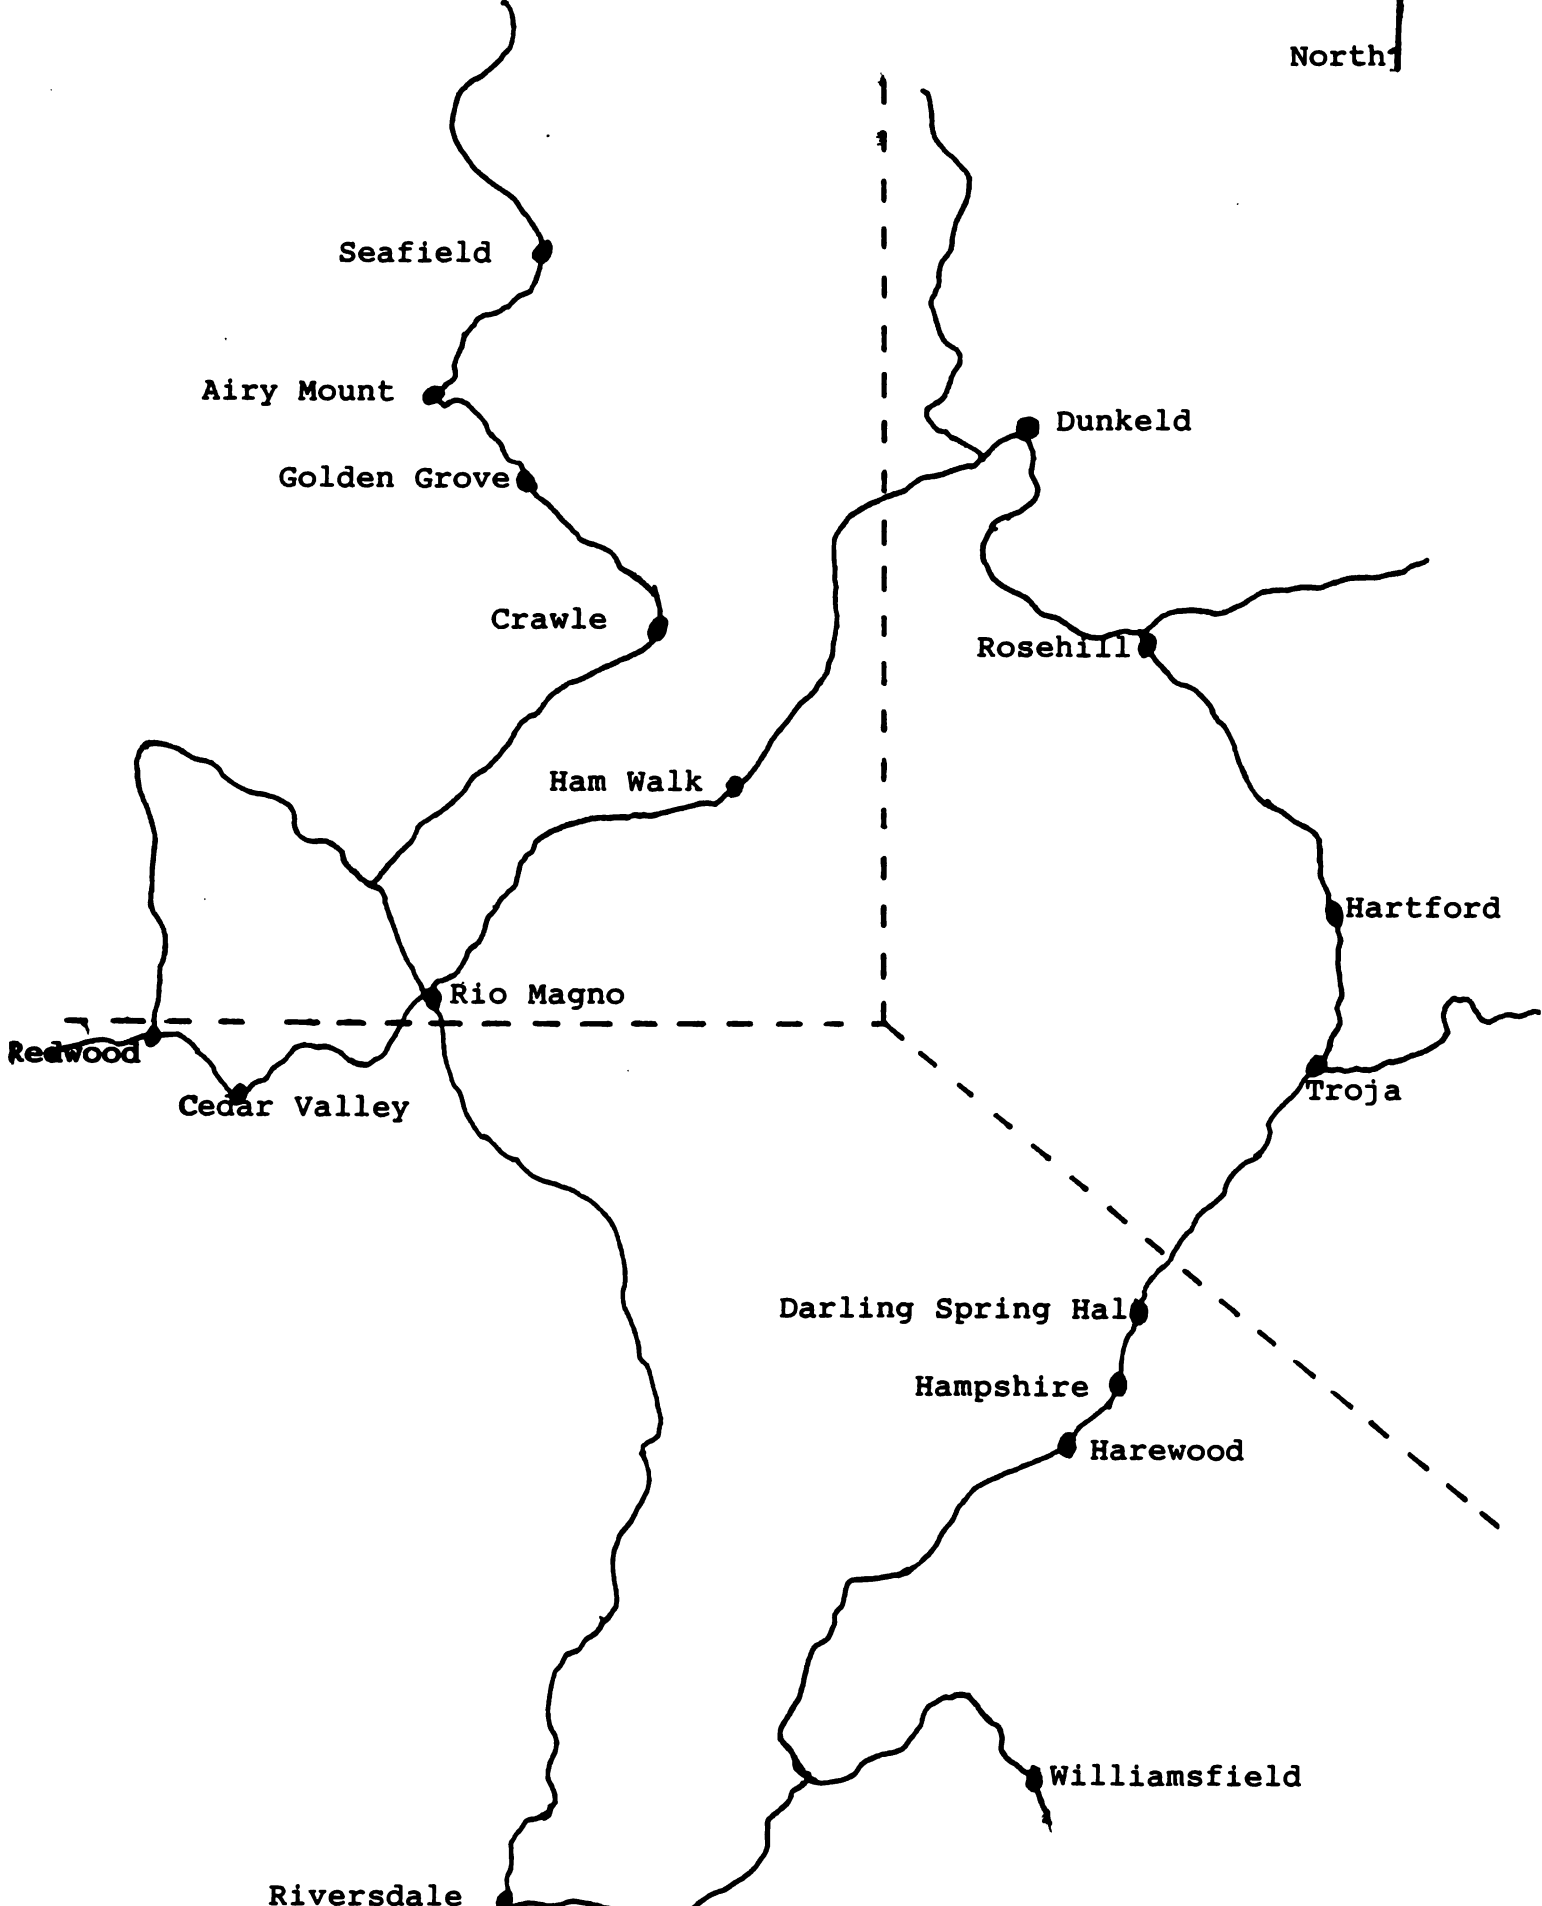 North
Seafield
Airy Mount
Dunkeld
Golden Grove
Crawle
Rosehill
Ham Walk
Hartford
Rio Magno
Redwood
Troja
Cedar Valley
Darling Spring Hal
Hampshire
Harewood
Williamsfield
Riversdale